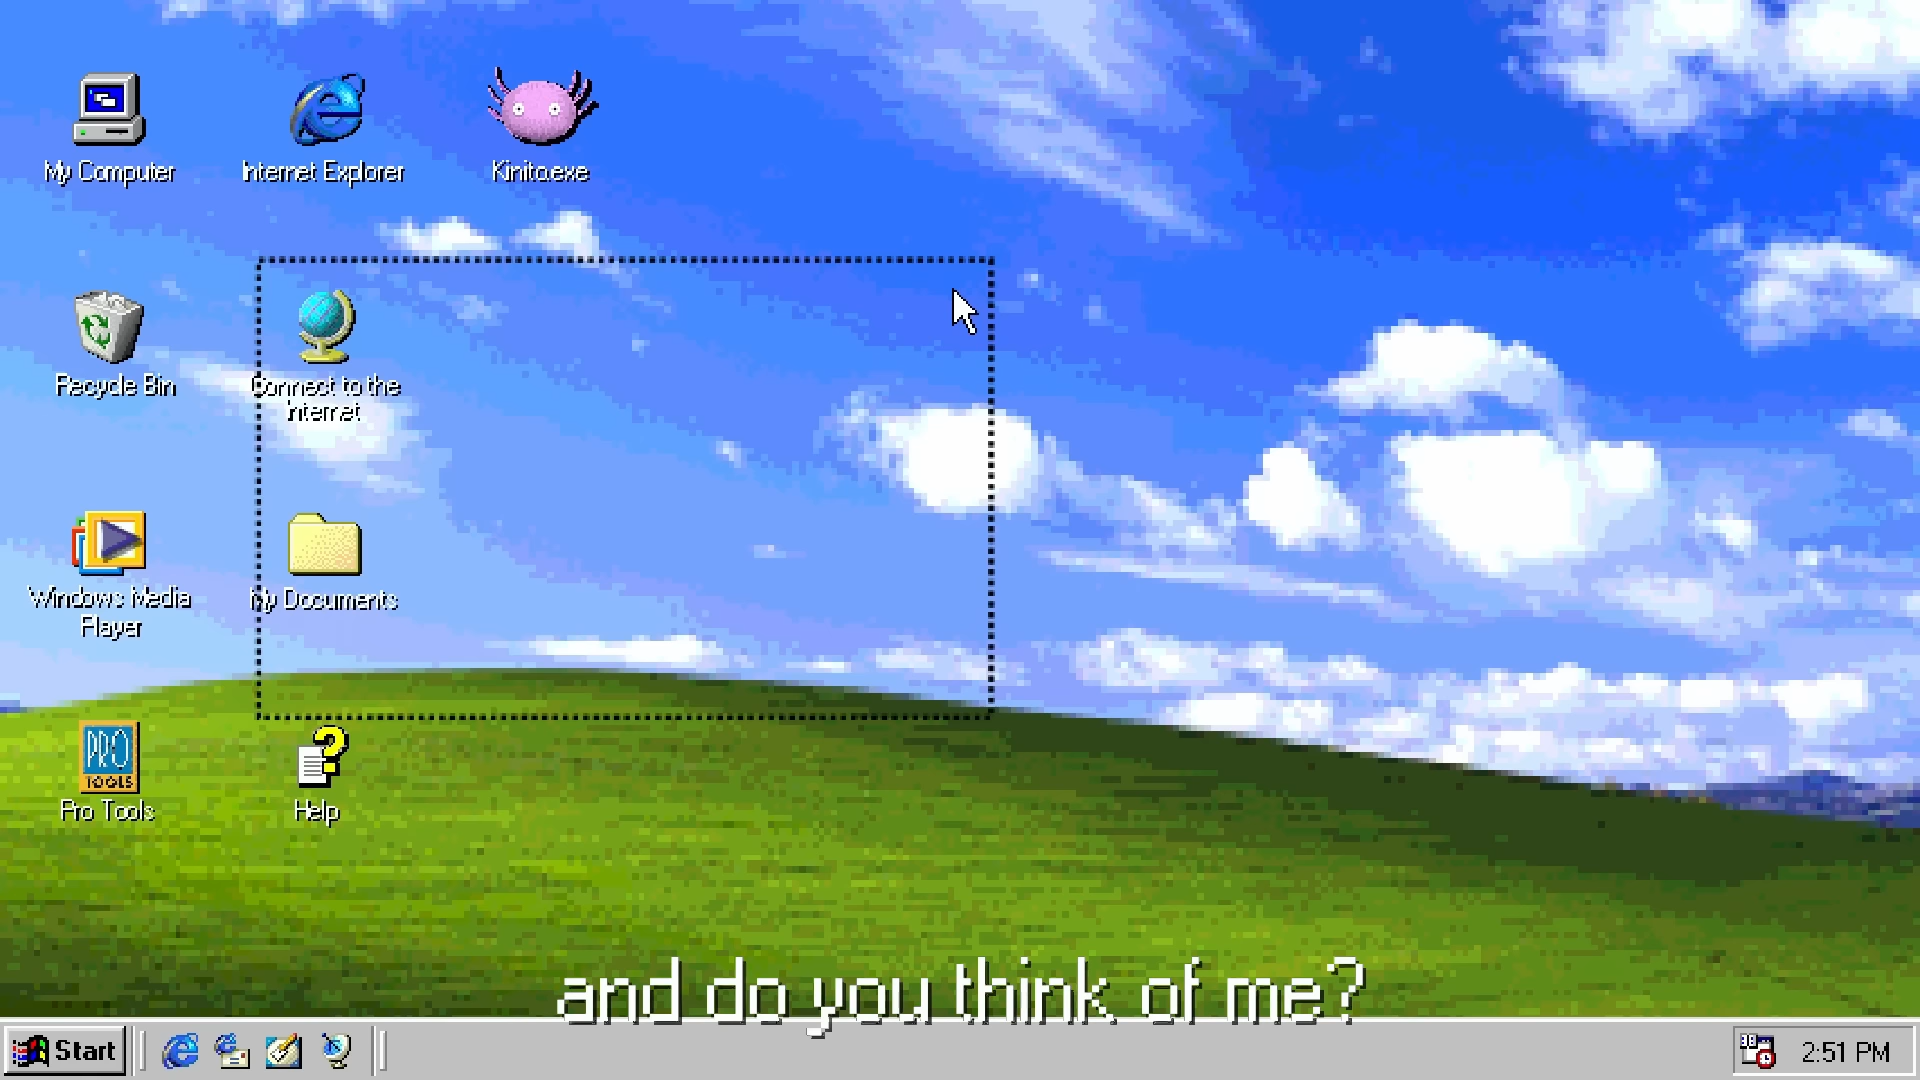 My Computer
Internet Explorer
Kinito.exe
Recycle Bin
Connect to the
Internet
Windows Media
Player
My Documents
PRO
TOOLS
Pro Tools
Help
and do you think of me?
Start
2:51 PM